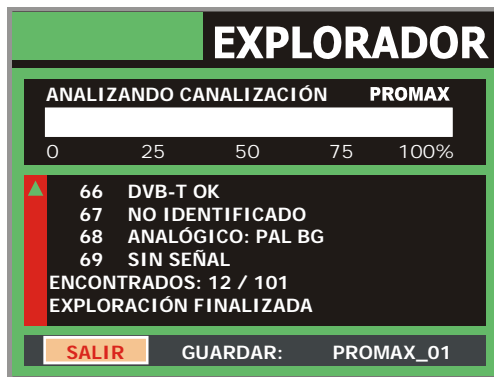 EXPLORADOR
ANALIZANDO CANALIZACIÓN PROMAX
0 25 50 75 100%
66 DVB-T OK
67 NO IDENTIFICADO
68 ANALÓGICO: PAL BG
69 SIN SEÑAL
ENCONTRADOS: 12 / 101
EXPLORACIÓN FINALIZADA
SALIR GUARDAR: PROMAX_01